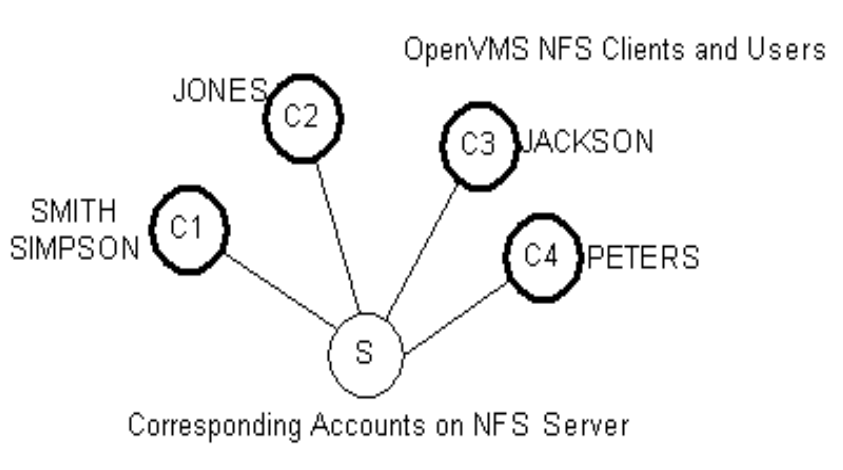 OpenVMS NFS Clients and Users
JONES
C2
C3
JACKSON
SMITH
SIMPSON
C1
C4
PETERS
S
Corresponding Accounts on NFS Server